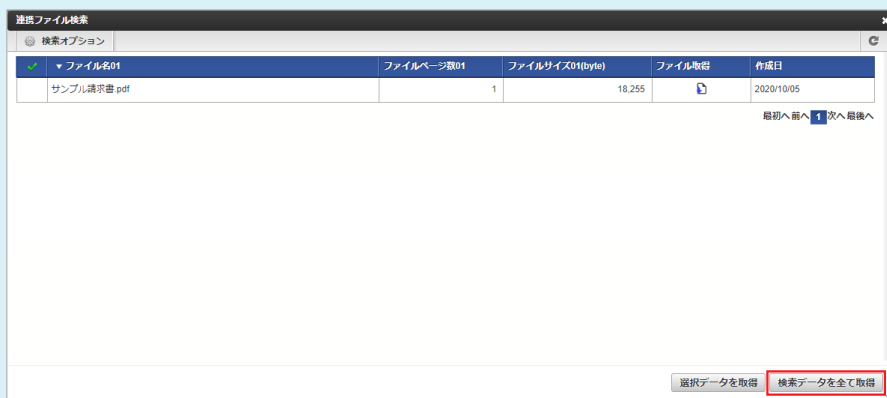 連携ファイル検索
検索オプション
▼ ファイル名01 ファイルページ数01 ファイルサイズ01(byte) ファイル取得 作成日
サンプル請求書.pdf 1 18,255 2020/10/05
最初へ 前へ 1 次へ 最後へ
選択データを取得 検索データを全て取得